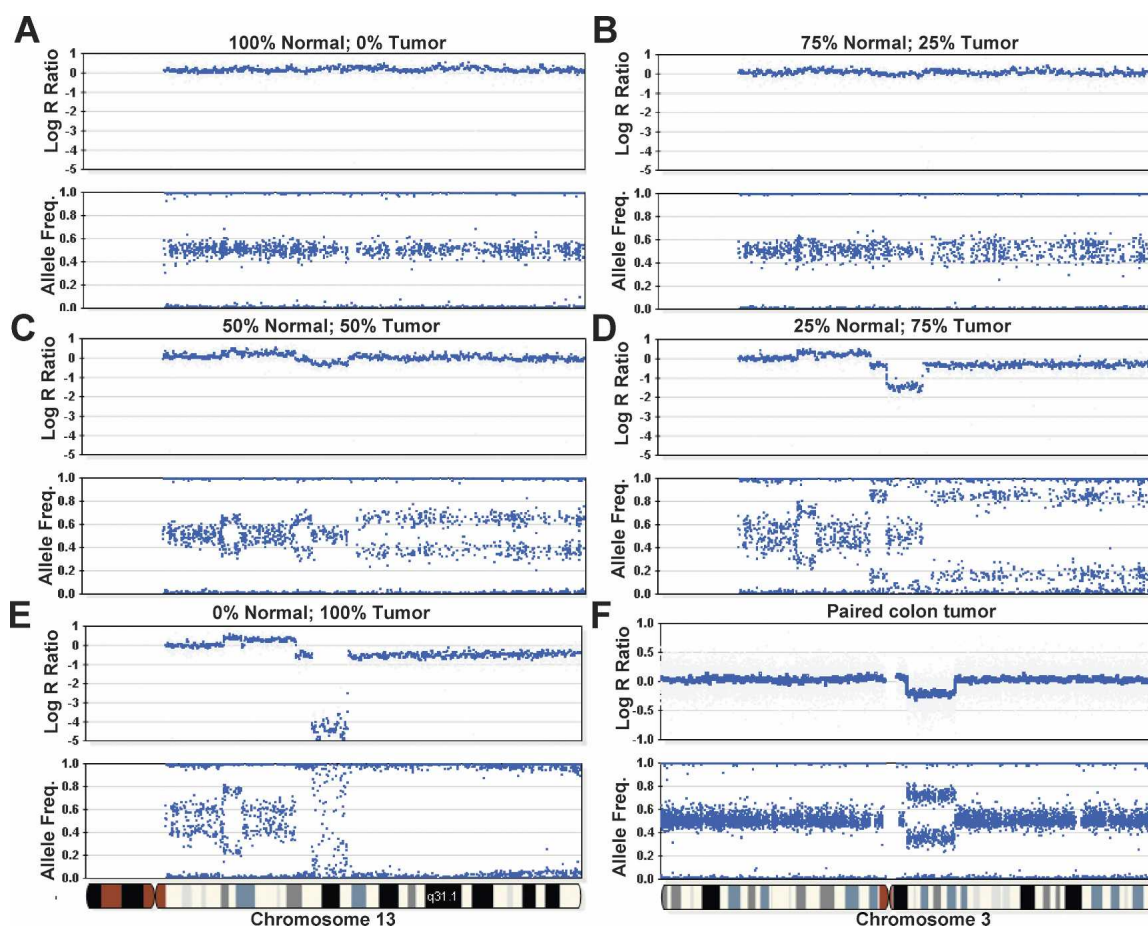 A
100% Normal; 0% Tumor
Log R Ratio
1
0
-1
-2
-3
-4
-5
Allele Freq.
1.0
0.8
0.6
0.4
0.2
0.0
B
75% Normal; 25% Tumor
Log R Ratio
1
0
-1
-2
-3
-4
-5
Allele Freq.
1.0
0.8
0.6
0.4
0.2
0.0
C
50% Normal; 50% Tumor
Log R Ratio
1
0
-1
-2
-3
-4
-5
Allele Freq.
1.0
0.8
0.6
0.4
0.2
0.0
D
25% Normal; 75% Tumor
Log R Ratio
1
0
-1
-2
-3
-4
-5
Allele Freq.
1.0
0.8
0.6
0.4
0.2
0.0
E
0% Normal; 100% Tumor
Log R Ratio
1
0
-1
-2
-3
-4
-5
Allele Freq.
1.0
0.8
0.6
0.4
0.2
0.0
q31.1
Chromosome 13
F
Paired colon tumor
Log R Ratio
1.0
0.5
0.0
-0.5
-1.0
Allele Freq.
1.0
0.8
0.6
0.4
0.2
0.0
Chromosome 3